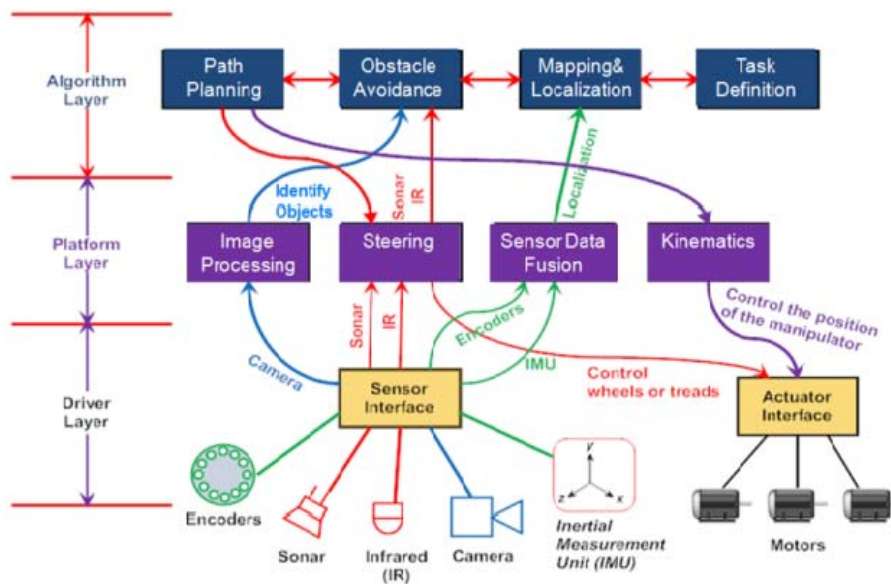 Algorithm
Layer
Path
Planning
Obstacle
Avoidance
Mapping&
Localization
Task
Definition
Identify
Objects
Sonar
IR
Localization
Platform
Layer
Image
Processing
Steering
Sensor Data
Fusion
Kinematics
Camera
Sonar
IR
Encoders
IMU
Control the position
of the manipulator
Control
wheels or treads
Driver
Layer
Sensor
Interface
Actuator
Interface
y
z
x
Encoders
Sonar
Infrared
(IR)
Camera
Inertial
Measurement
Unit (IMU)
Motors